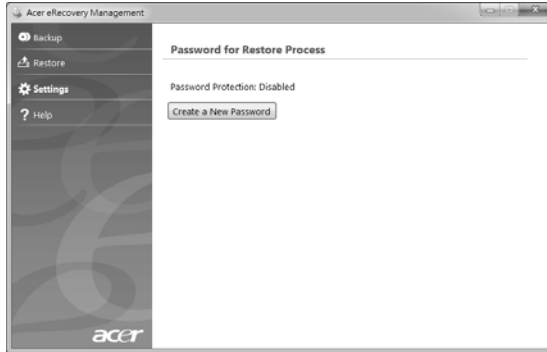 Acer eRecovery Management
Backup
Restore
Settings
? Help
Password for Restore Process
Password Protection: Disabled
Create a New Password
acer